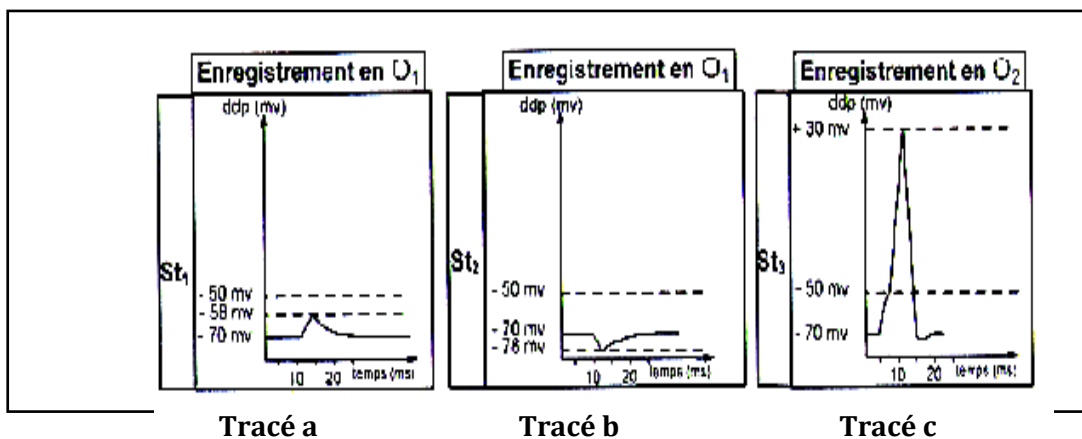 Enregistrement en O₁
ddp (mv)
St₁
- 50 mv
- 58 mv
- 70 mv
10 20 temps (ms)
Tracé a
Enregistrement en O₁
ddp (mv)
St₂
- 50 mv
- 70 mv
- 78 mv
10 20 temps (ms)
Tracé b
Enregistrement en O₂
ddp (mv)
+ 30 mv
St₃
- 50 mv
- 70 mv
10 20 temps (ms)
Tracé c